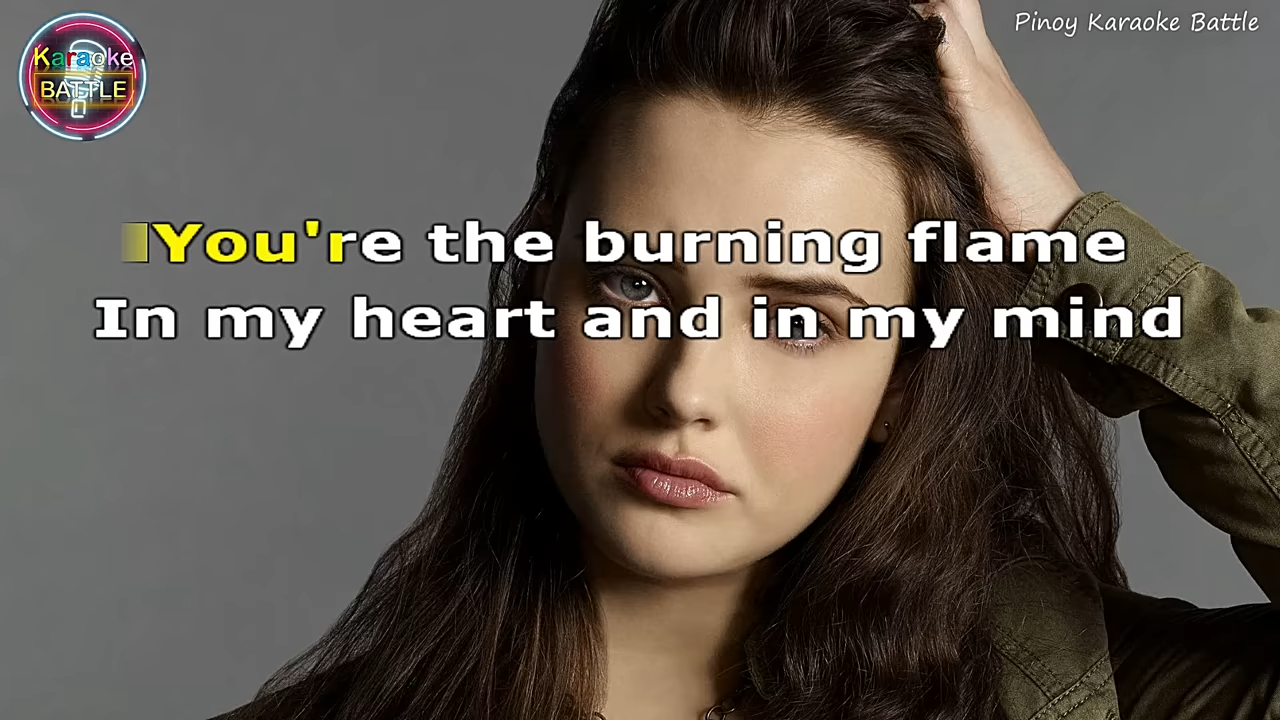 Karaoke
BATTLE
Pinoy Karaoke Battle
You're the burning flame
In my heart and in my mind